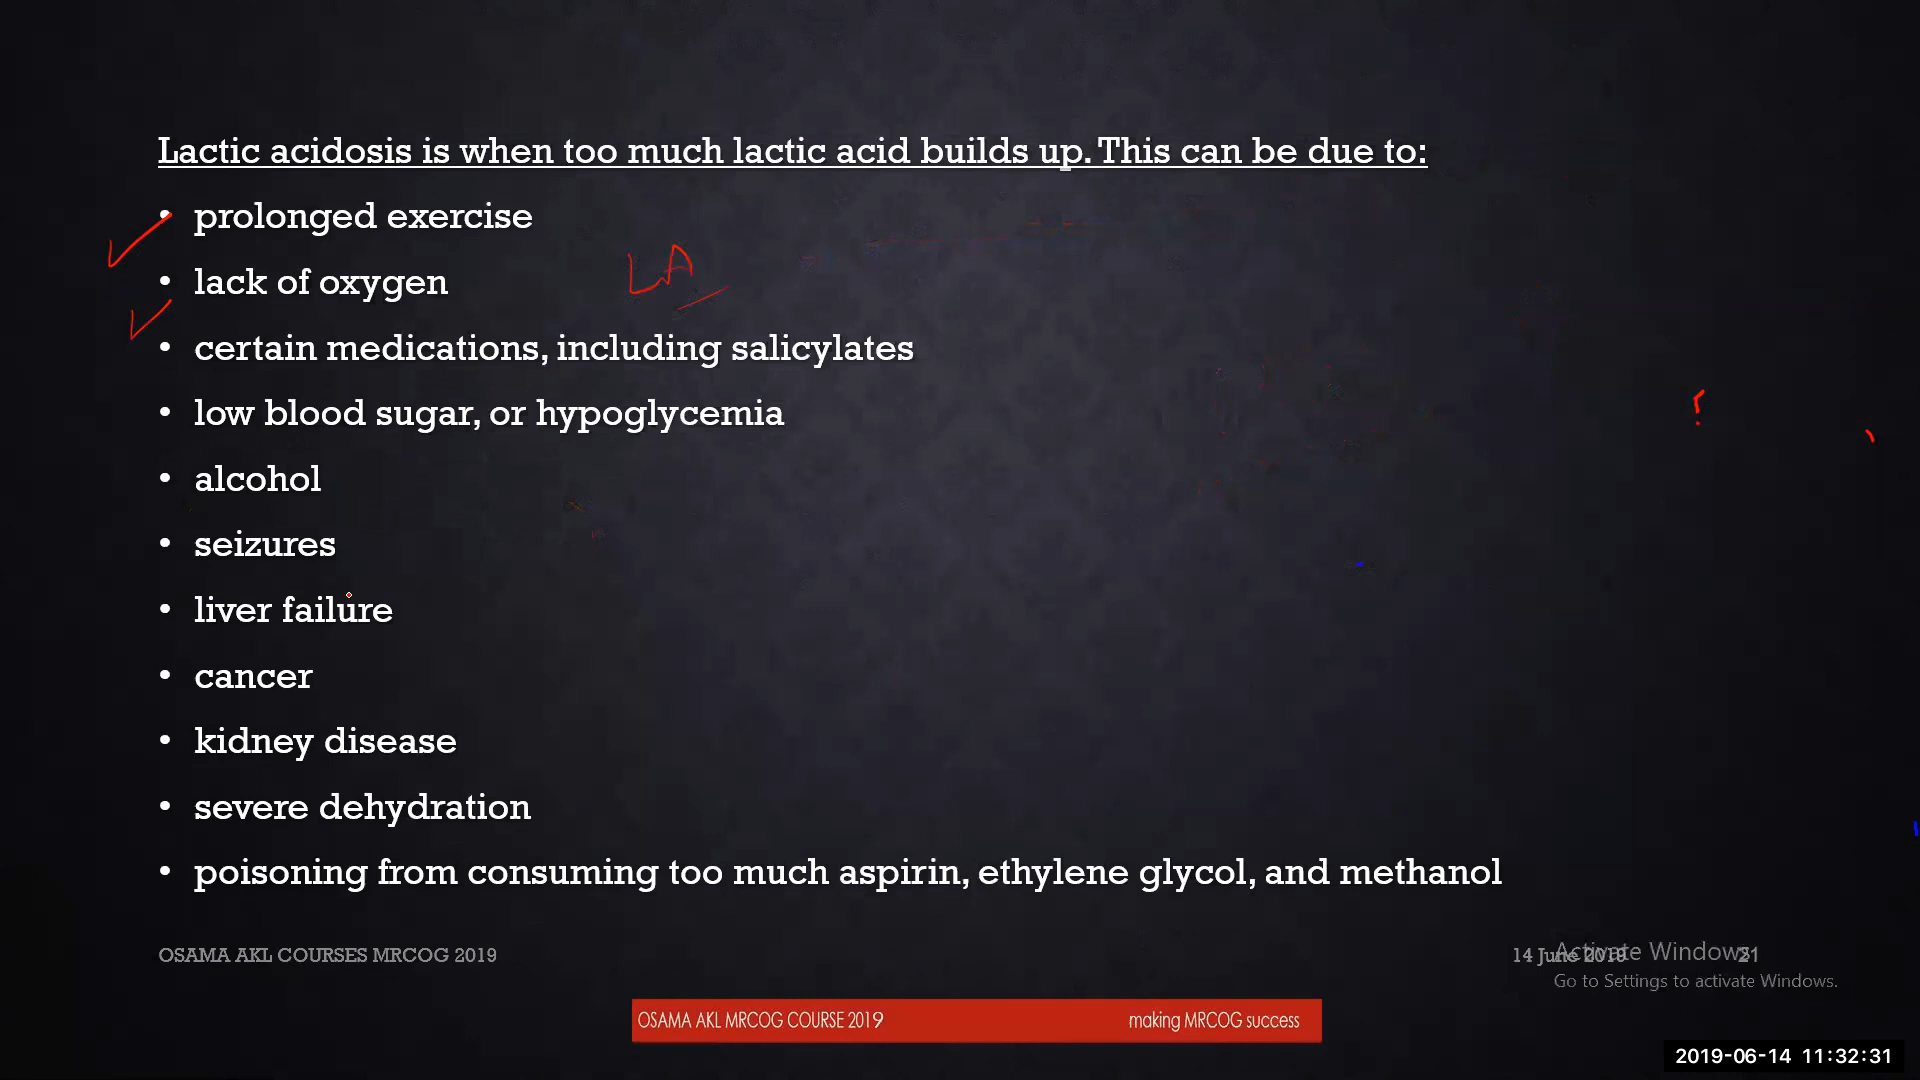 Lactic acidosis is when too much lactic acid builds up. This can be due to:
• prolonged exercise
• lack of oxygen
LA
• certain medications, including salicylates
• low blood sugar, or hypoglycemia
• alcohol
• seizures
• liver failure
• cancer
• kidney disease
• severe dehydration
• poisoning from consuming too much aspirin, ethylene glycol, and methanol
OSAMA AKL COURSES MRCOG 2019
14 June 2019
21
Activate Windows
Go to Settings to activate Windows.
OSAMA AKL MRCOG COURSE 2019
making MRCOG success
2019-06-14 11:32:31